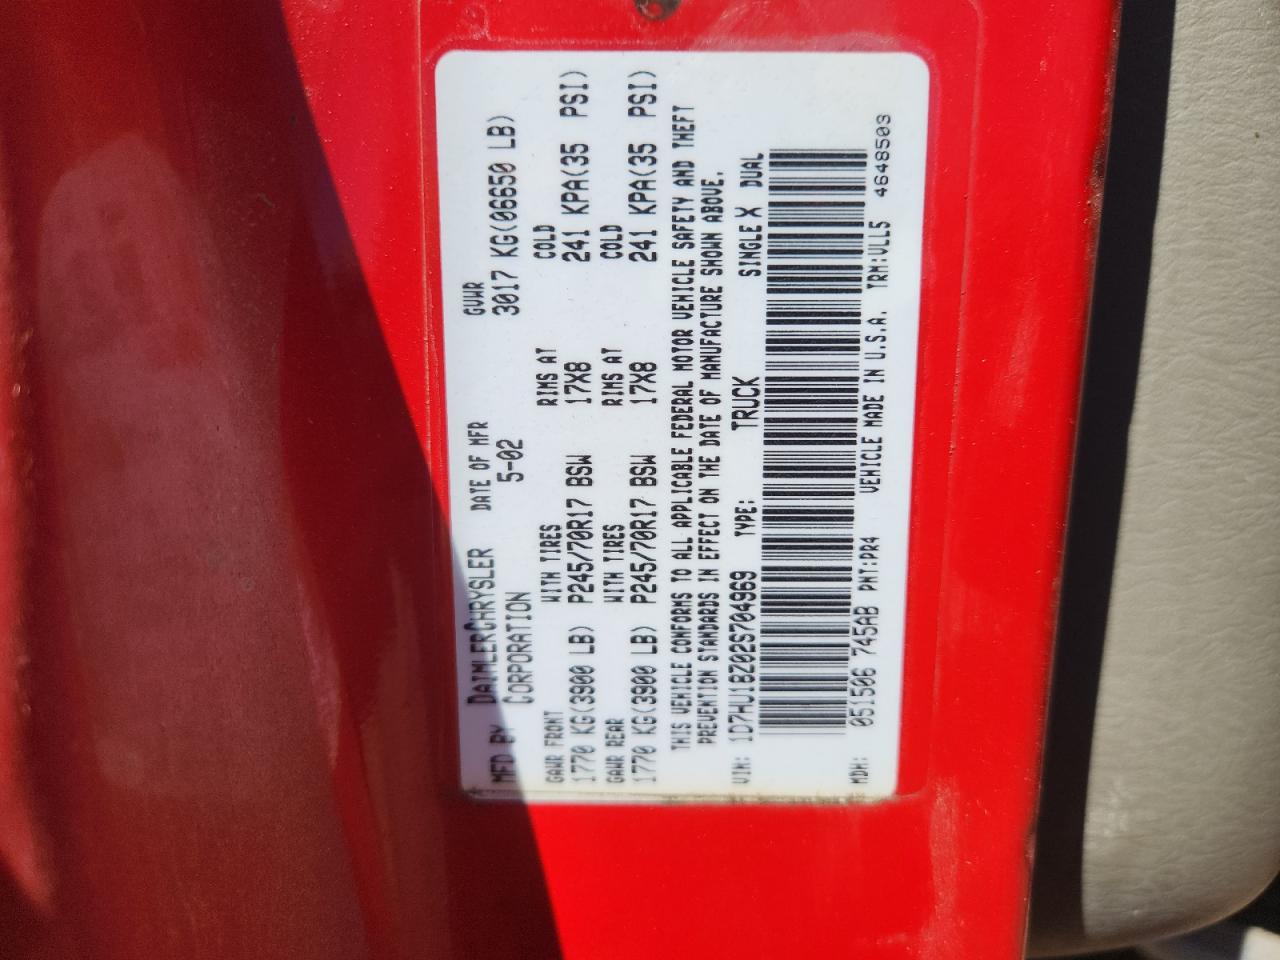 MFD BY DAIMLERCHRYSLER DATE OF MFR GVWR
CORPORATION 5-02 3017 KG(06650 LB)
GAWR FRONT WITH TIRES RIMS AT COLD
1770 KG(3900 LB) P245/70R17 BSW 17X8 241 KPA(35 PSI)
GAWR REAR WITH TIRES RIMS AT COLD
1770 KG(3900 LB) P245/70R17 BSW 17X8 241 KPA(35 PSI)
THIS VEHICLE CONFORMS TO ALL APPLICABLE FEDERAL MOTOR VEHICLE SAFETY AND THEFT
PREVENTION STANDARDS IN EFFECT ON THE DATE OF MANUFACTURE SHOWN ABOVE.
VIN: 1D7HU18Z02S704969 TYPE: TRUCK SINGLE X DUAL
MDH: 051506 745AB PNT:PR4 VEHICLE MADE IN U.S.A. TRM:VLL5 4648503